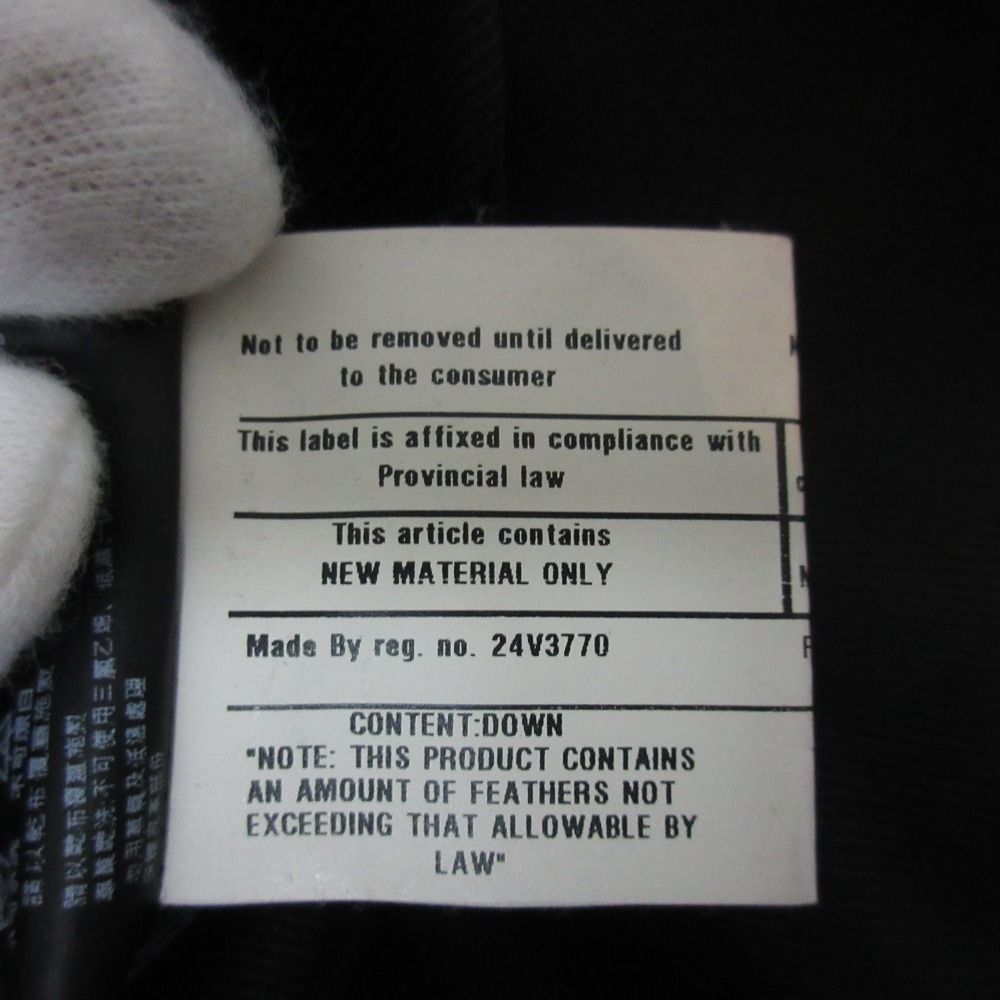 Not to be removed until delivered
to the consumer
This label is affixed in compliance with
Provincial law
This article contains
NEW MATERIAL ONLY
Made By reg. no. 24V3770
CONTENT:DOWN
"NOTE: THIS PRODUCT CONTAINS
AN AMOUNT OF FEATHERS NOT
EXCEEDING THAT ALLOWABLE BY
LAW"